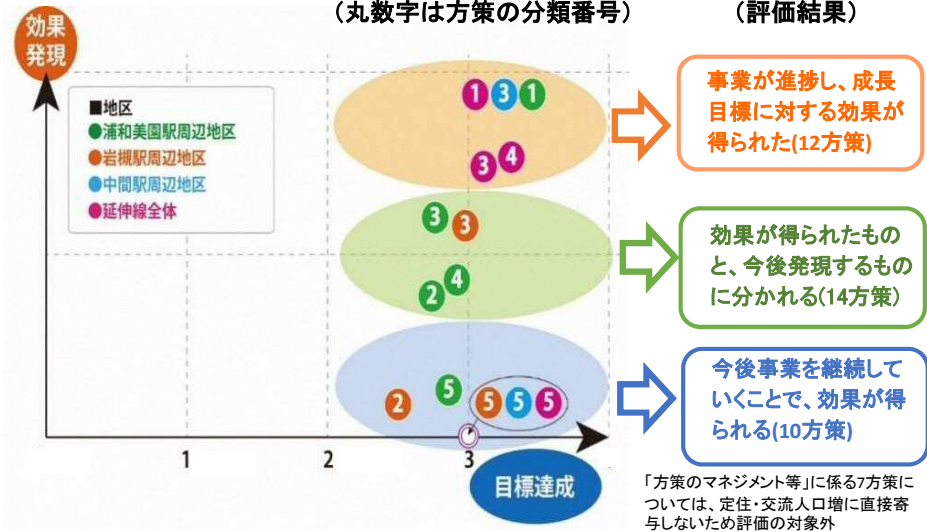 (丸数字は方策の分類番号)
(評価結果)
効果
発現
■地区
●浦和美園駅周辺地区
●岩槻駅周辺地区
●中間駅周辺地区
●延伸線全体
1 3 1
3 4
3 3
2 4
2 5 5 5 5
1 2 3
目標達成
事業が進捗し、成長
目標に対する効果が
得られた(12方策)
効果が得られたもの
と、今後発現するもの
に分かれる(14方策)
今後事業を継続して
いくことで、効果が得
られる(10方策)
「方策のマネジメント等」に係る7方策に
ついては、定住・交流人口増に直接寄
与しないため評価の対象外